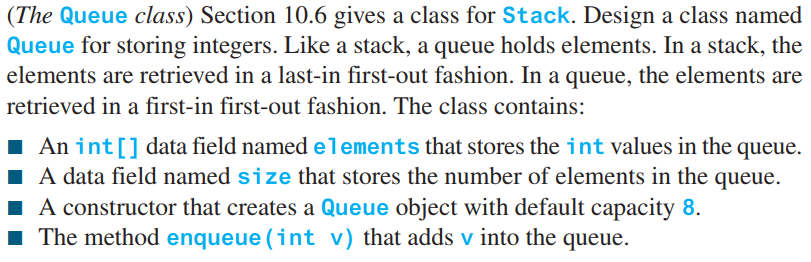 (The Queue class) Section 10.6 gives a class for Stack. Design a class named
Queue for storing integers. Like a stack, a queue holds elements. In a stack, the
elements are retrieved in a last-in first-out fashion. In a queue, the elements are
retrieved in a first-in first-out fashion. The class contains:
■ An int[] data field named elements that stores the int values in the queue.
■ A data field named size that stores the number of elements in the queue.
■ A constructor that creates a Queue object with default capacity 8.
■ The method enqueue(int v) that adds v into the queue.